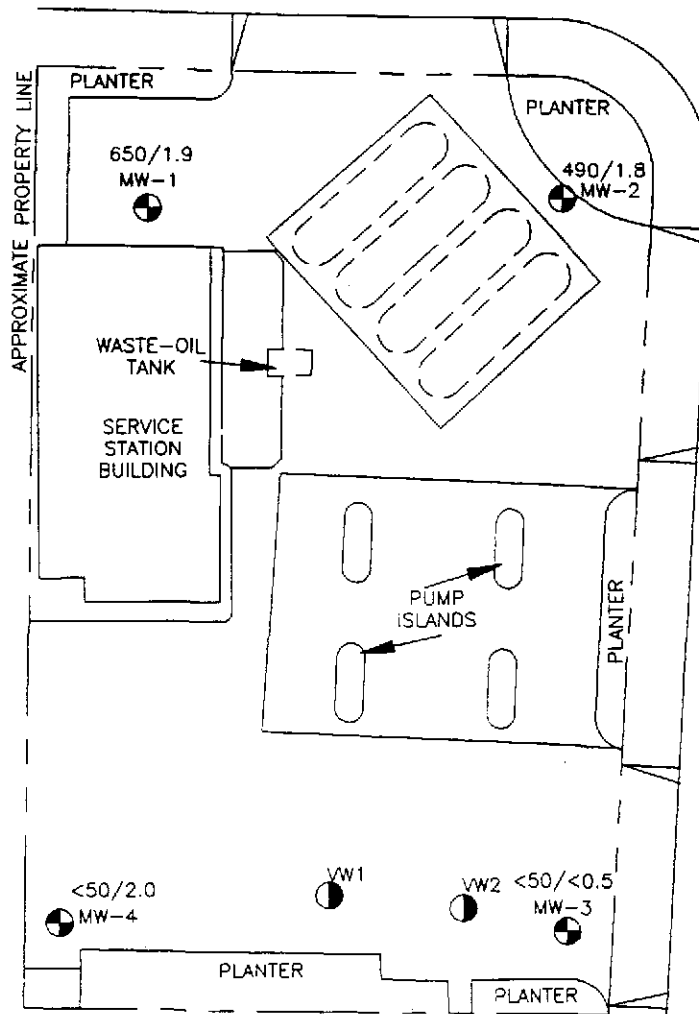 PLANTER
PLANTER
APPROXIMATE PROPERTY LINE
650/1.9
MW-1
490/1.8
MW-2
WASTE-OIL
TANK
SERVICE
STATION
BUILDING
PUMP
ISLANDS
PLANTER
<50/2.0
MW-4
VW1
VW2
<50/<0.5
MW-3
PLANTER
PLANTER